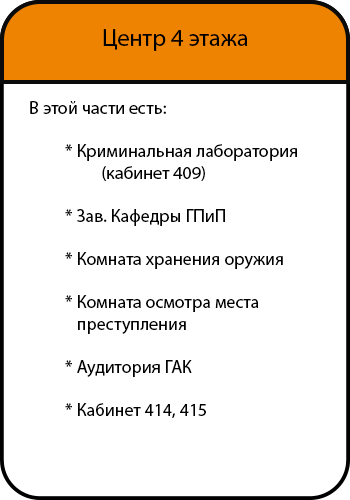 Центр 4 этажа
В этой части есть:
* Криминальная лаборатория
(кабинет 409)
* Зав. Кафедры ГПиП
* Комната хранения оружия
* Комната осмотра места
преступления
* Аудитория ГАК
* Кабинет 414, 415